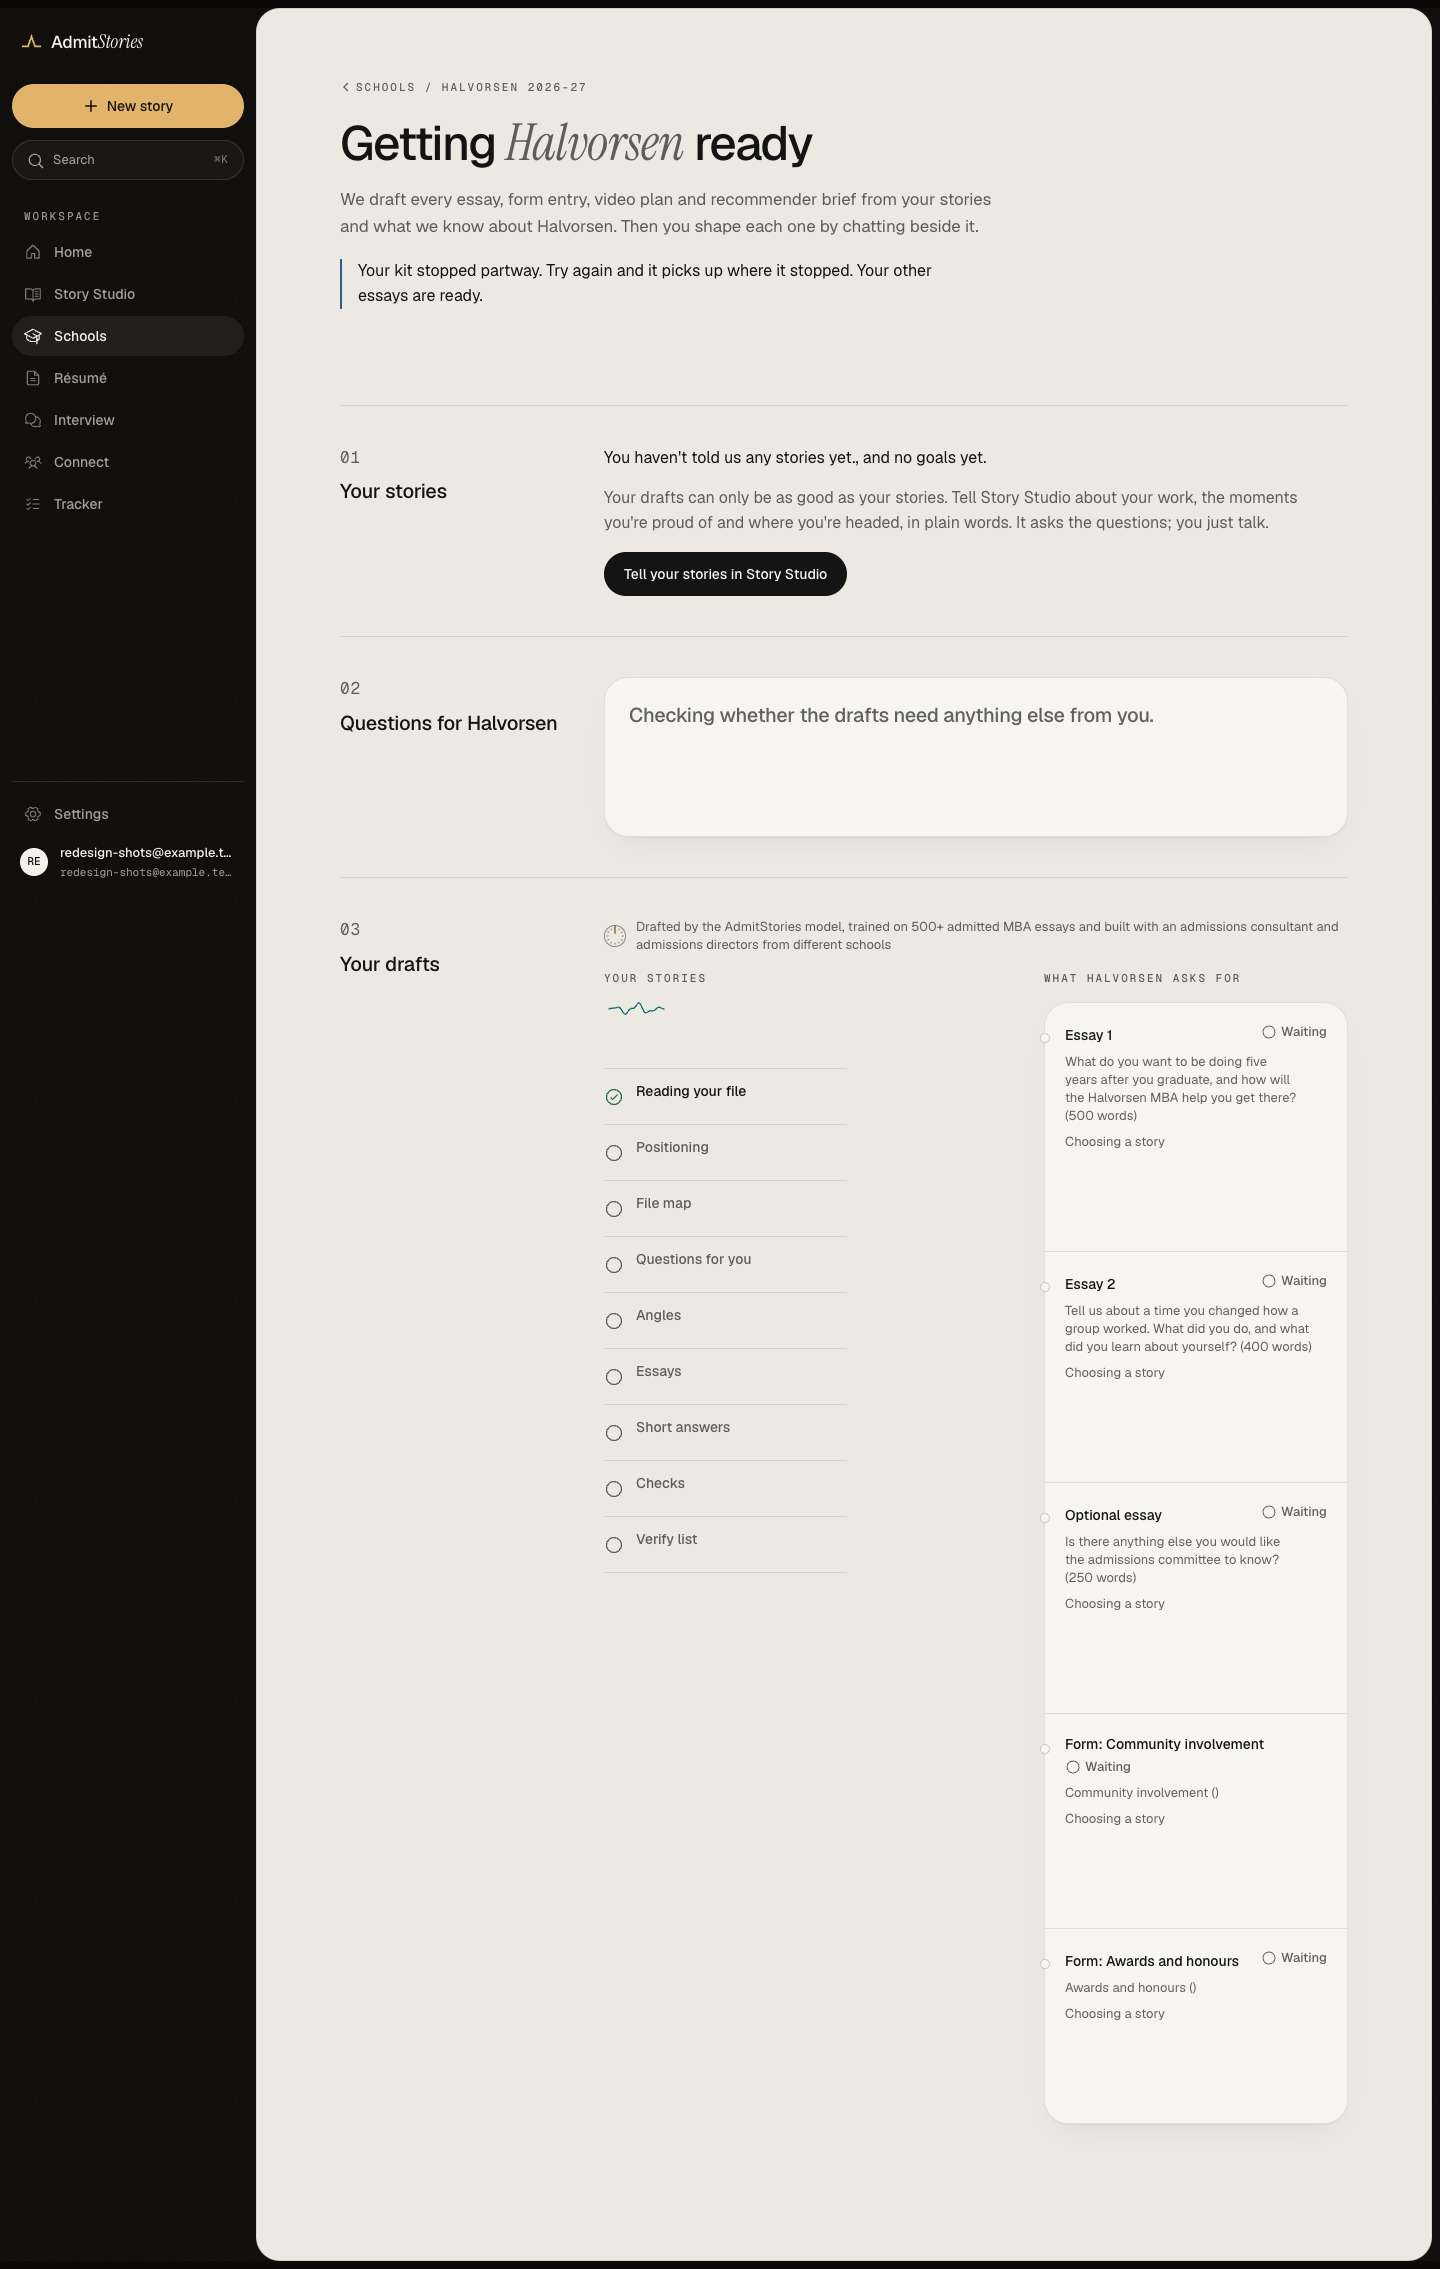 AdmitStories
New story
Search ⌘K
WORKSPACE
Home
Story Studio
Schools
Résumé
Interview
Connect
Tracker
Settings
RE
redesign-shots@example.t...
redesign-shots@example.te...
SCHOOLS / HALVORSEN 2026-27
Getting Halvorsen ready
We draft every essay, form entry, video plan and recommender brief from your stories
and what we know about Halvorsen. Then you shape each one by chatting beside it.
Your kit stopped partway. Try again and it picks up where it stopped. Your other
essays are ready.
01
Your stories
You haven't told us any stories yet., and no goals yet.
Your drafts can only be as good as your stories. Tell Story Studio about your work, the moments
you're proud of and where you're headed, in plain words. It asks the questions; you just talk.
Tell your stories in Story Studio
02
Questions for Halvorsen
Checking whether the drafts need anything else from you.
03
Your drafts
Drafted by the AdmitStories model, trained on 500+ admitted MBA essays and built with an admissions consultant and
admissions directors from different schools
YOUR STORIES
Reading your file
Positioning
File map
Questions for you
Angles
Essays
Short answers
Checks
Verify list
WHAT HALVORSEN ASKS FOR
Essay 1 Waiting
What do you want to be doing five
years after you graduate, and how will
the Halvorsen MBA help you get there?
(500 words)
Choosing a story
Essay 2 Waiting
Tell us about a time you changed how a
group worked. What did you do, and what
did you learn about yourself? (400 words)
Choosing a story
Optional essay Waiting
Is there anything else you would like
the admissions committee to know?
(250 words)
Choosing a story
Form: Community involvement
Waiting
Community involvement ()
Choosing a story
Form: Awards and honours Waiting
Awards and honours ()
Choosing a story